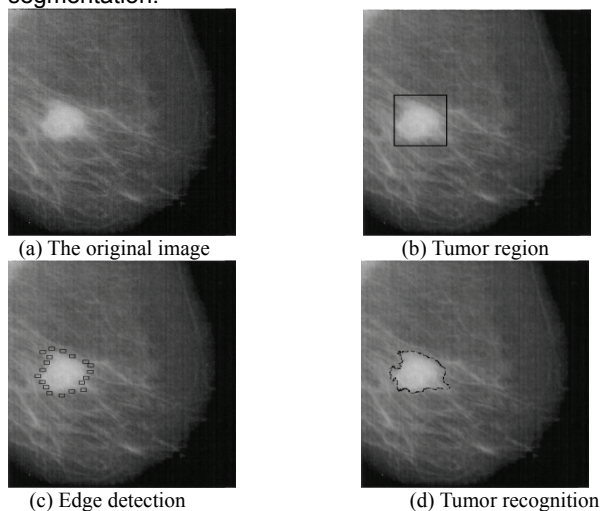 segmentation.
(a) The original image
(b) Tumor region
(c) Edge detection
(d) Tumor recognition